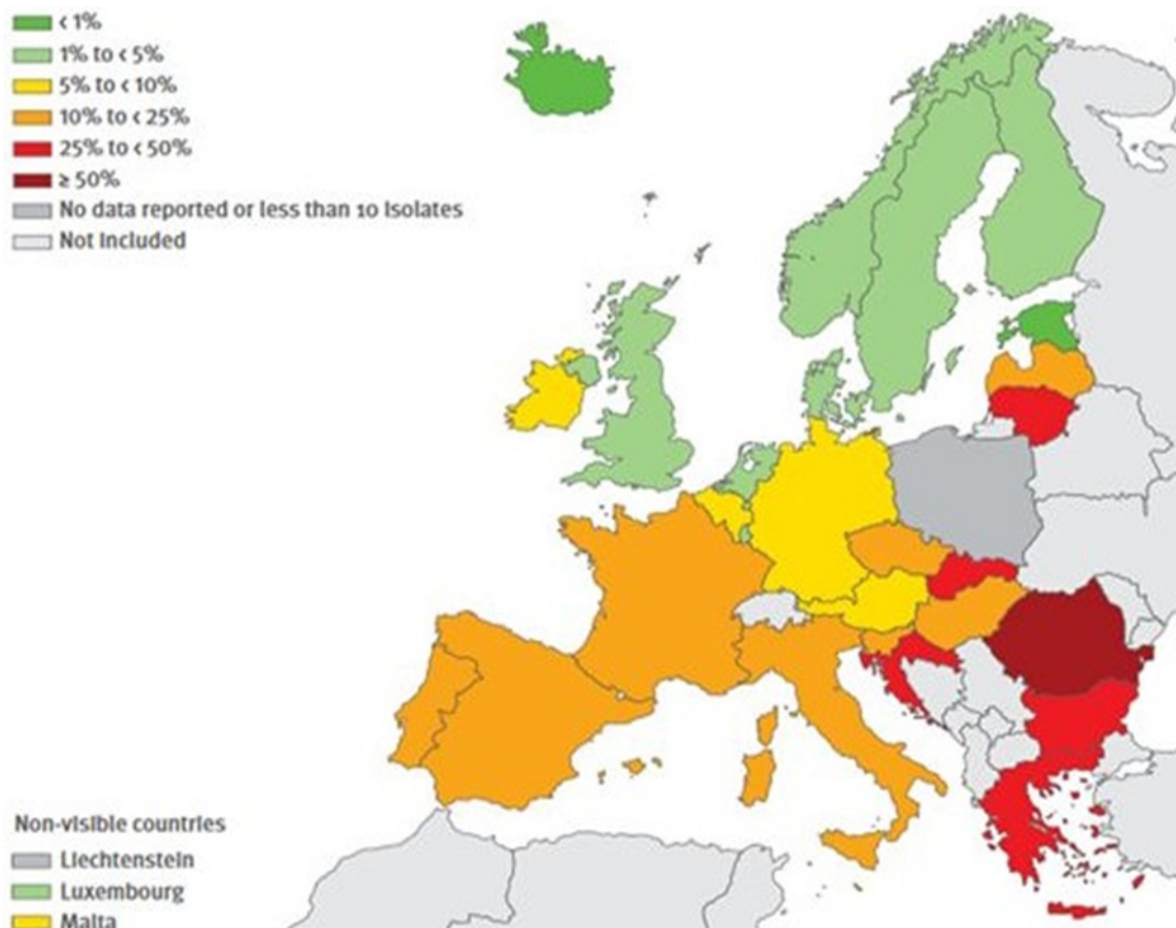 < 1%
1% to < 5%
5% to < 10%
10% to < 25%
25% to < 50%
≥ 50%
No data reported or less than 10 isolates
Not included
Non-visible countries
Liechtenstein
Luxembourg
Malta